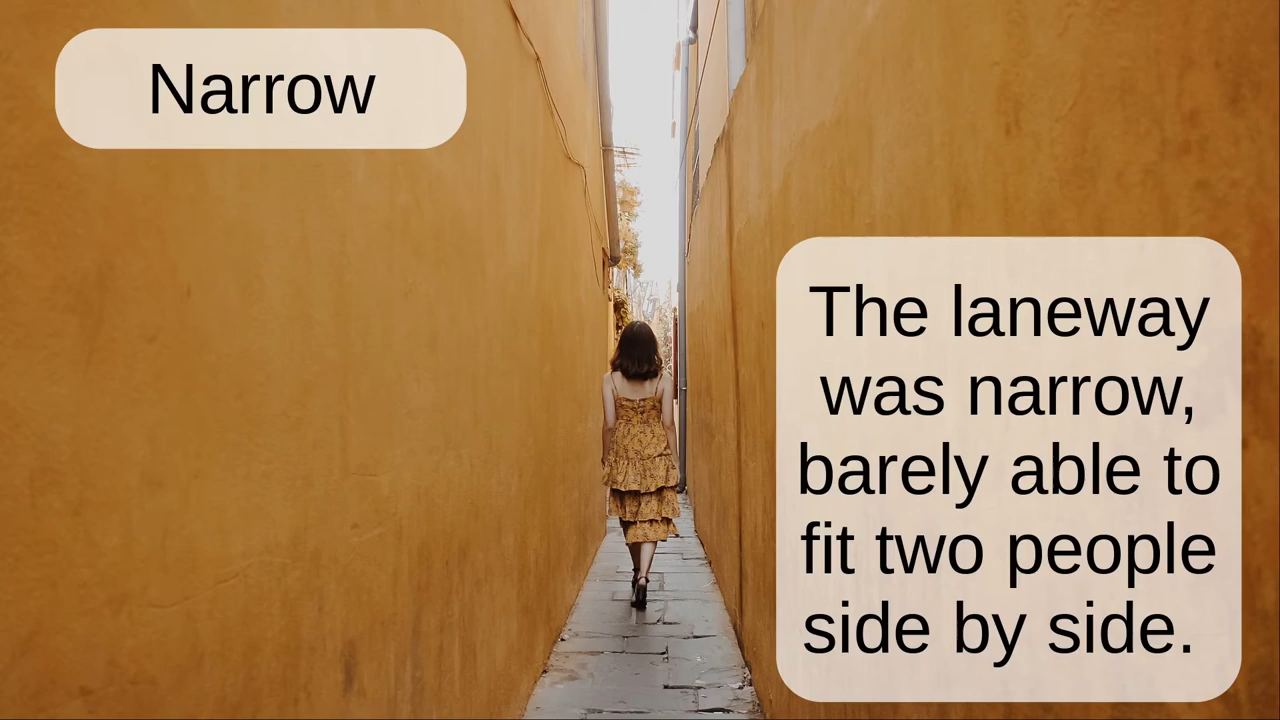 Narrow
The laneway
was narrow,
barely able to
fit two people
side by side.